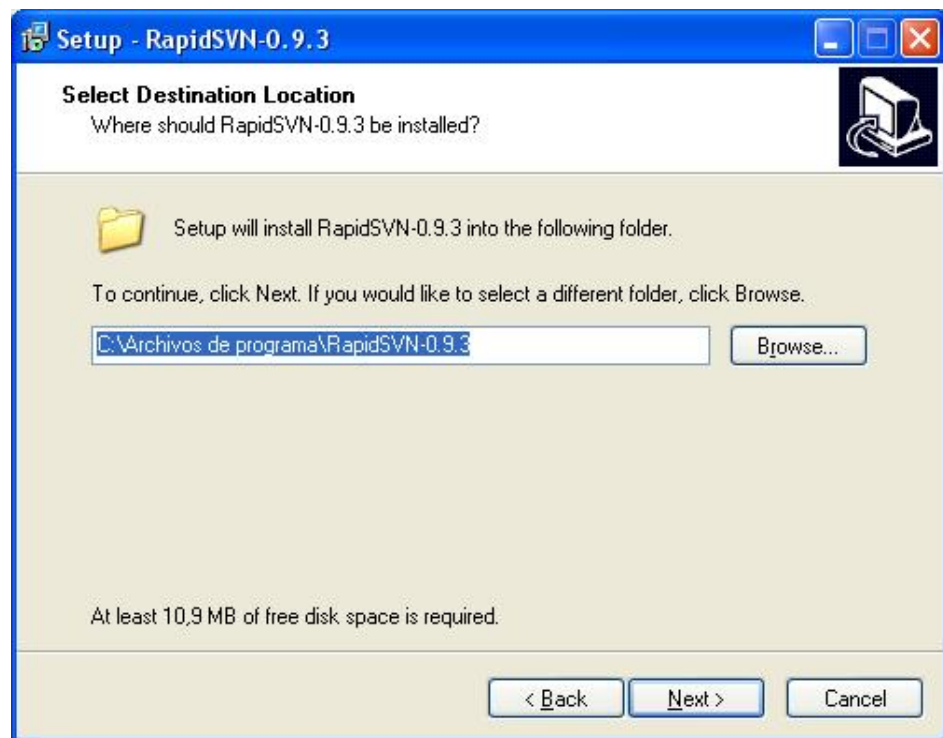 Setup - RapidSVN-0.9.3
Select Destination Location
Where should RapidSVN-0.9.3 be installed?
Setup will install RapidSVN-0.9.3 into the following folder.
To continue, click Next. If you would like to select a different folder, click Browse.
C:\Archivos de programa\RapidSVN-0.9.3
Browse...
At least 10,9 MB of free disk space is required.
< Back
Next >
Cancel